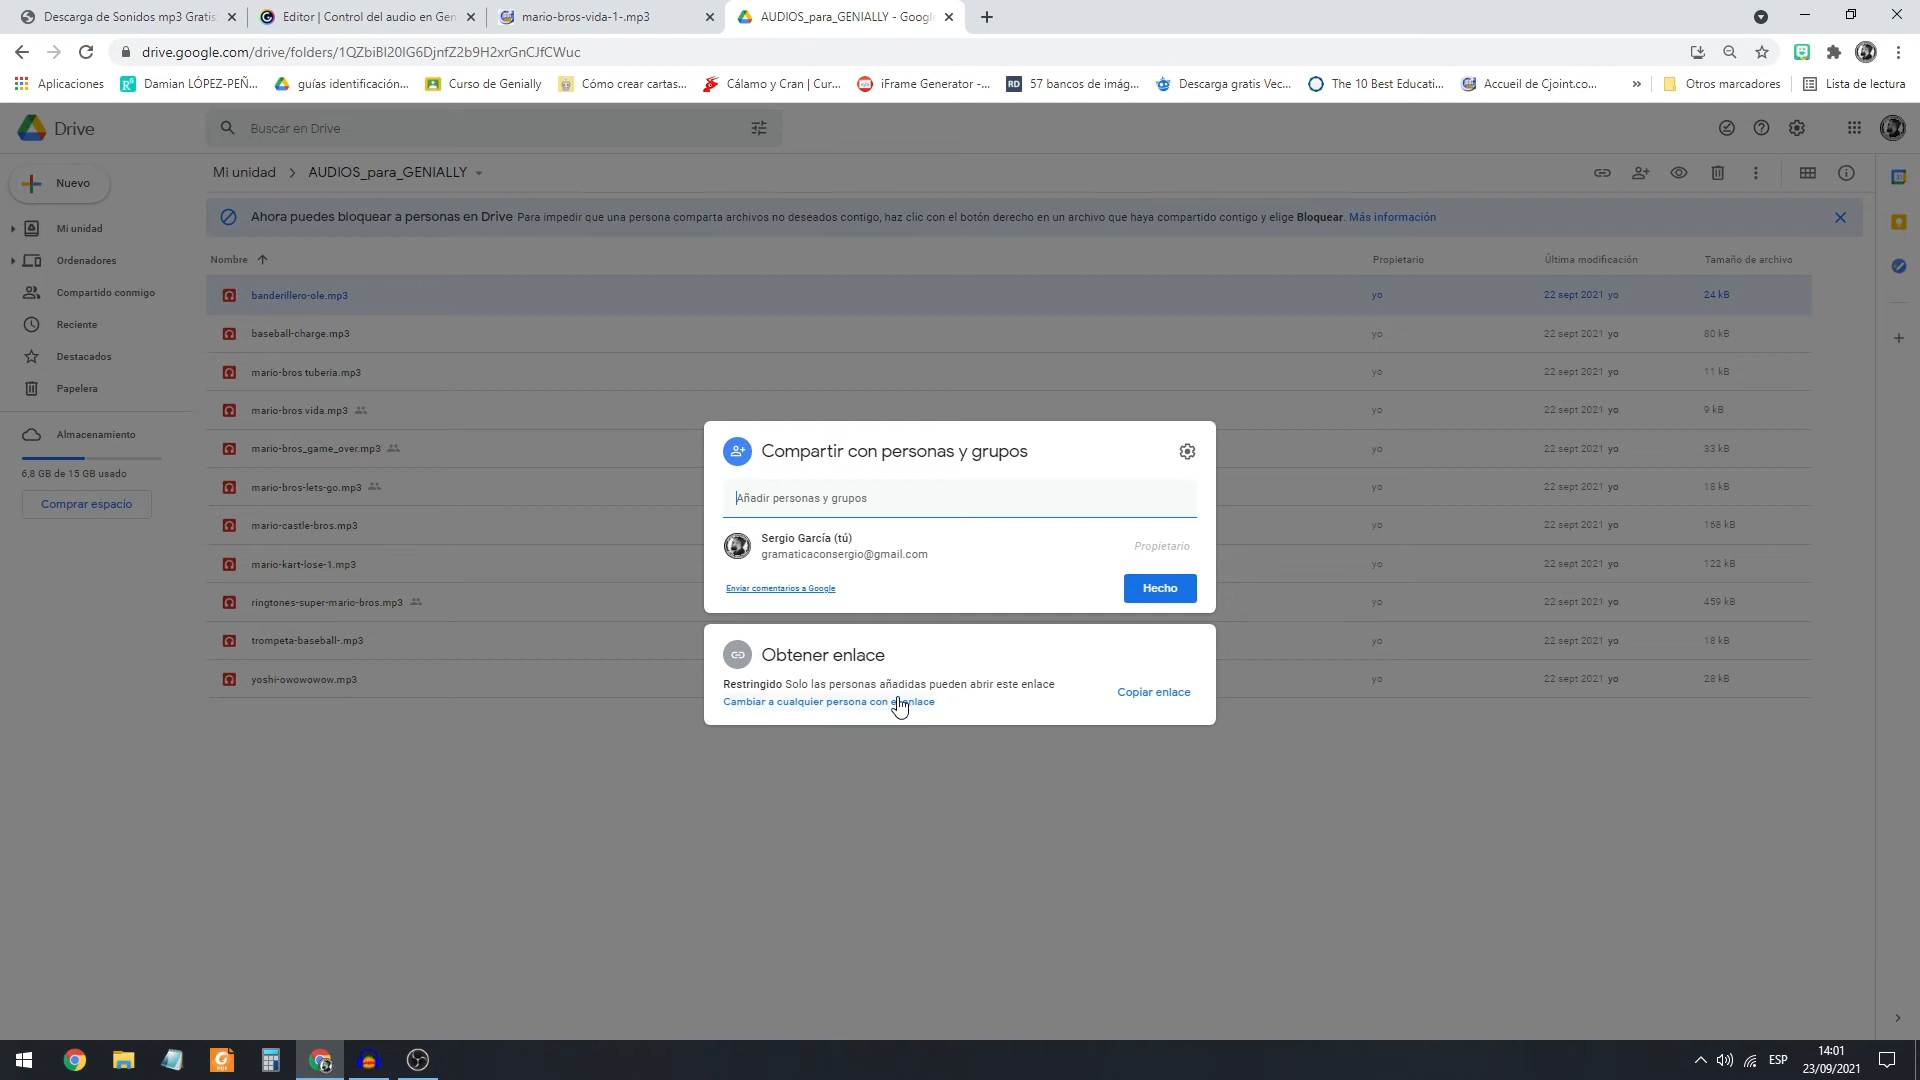 Descarga de Sonidos mp3 Gratis
Editor | Control del audio en Gen
mario-bros-vida-1-.mp3
AUDIOS_para_GENIALLY - Googl
drive.google.com/drive/folders/1QZbiBI20IG6DjnfZ2b9H2xrGnCJfCWuc
Aplicaciones
Damian LÓPEZ-PEÑ...
guías identificación...
Curso de Genially
Cómo crear cartas...
Cálamo y Cran | Cur...
iFrame Generator -...
RD
57 bancos de imág...
Descarga gratis Vec...
The 10 Best Educati...
Accueil de Cjoint.co...
»
Otros marcadores
Lista de lectura
Drive
Buscar en Drive
Nuevo
Mi unidad
Ordenadores
Compartido conmigo
Reciente
Destacados
Papelera
Almacenamiento
6,8 GB de 15 GB usado
Comprar espacio
Mi unidad > AUDIOS_para_GENIALLY
Ahora puedes bloquear a personas en Drive Para impedir que una persona comparta archivos no deseados contigo, haz clic con el botón derecho en un archivo que haya compartido contigo y elige Bloquear. Más información
Nombre Propietario Última modificación Tamaño de archivo
banderillero-ole.mp3 yo 22 sept 2021 yo 24 kB
baseball-charge.mp3 yo 22 sept 2021 yo 80 kB
mario-bros tuberia.mp3 yo 22 sept 2021 yo 11 kB
mario-bros vida.mp3 yo 22 sept 2021 yo 9 kB
mario-bros_game_over.mp3 yo 22 sept 2021 yo 33 kB
mario-bros-lets-go.mp3 yo 22 sept 2021 yo 18 kB
mario-castle-bros.mp3 yo 22 sept 2021 yo 168 kB
mario-kart-lose-1.mp3 yo 22 sept 2021 yo 122 kB
ringtones-super-mario-bros.mp3 yo 22 sept 2021 yo 459 kB
trompeta-baseball-.mp3 yo 22 sept 2021 yo 18 kB
yoshi-owowowow.mp3 yo 22 sept 2021 yo 28 kB
Compartir con personas y grupos
Añadir personas y grupos
Sergio García (tú)
gramaticaconsergio@gmail.com
Propietario
Enviar comentarios a Google
Hecho
Obtener enlace
Restringido Solo las personas añadidas pueden abrir este enlace
Cambiar a cualquier persona con el enlace
Copiar enlace
ESP
14:01
23/09/2021